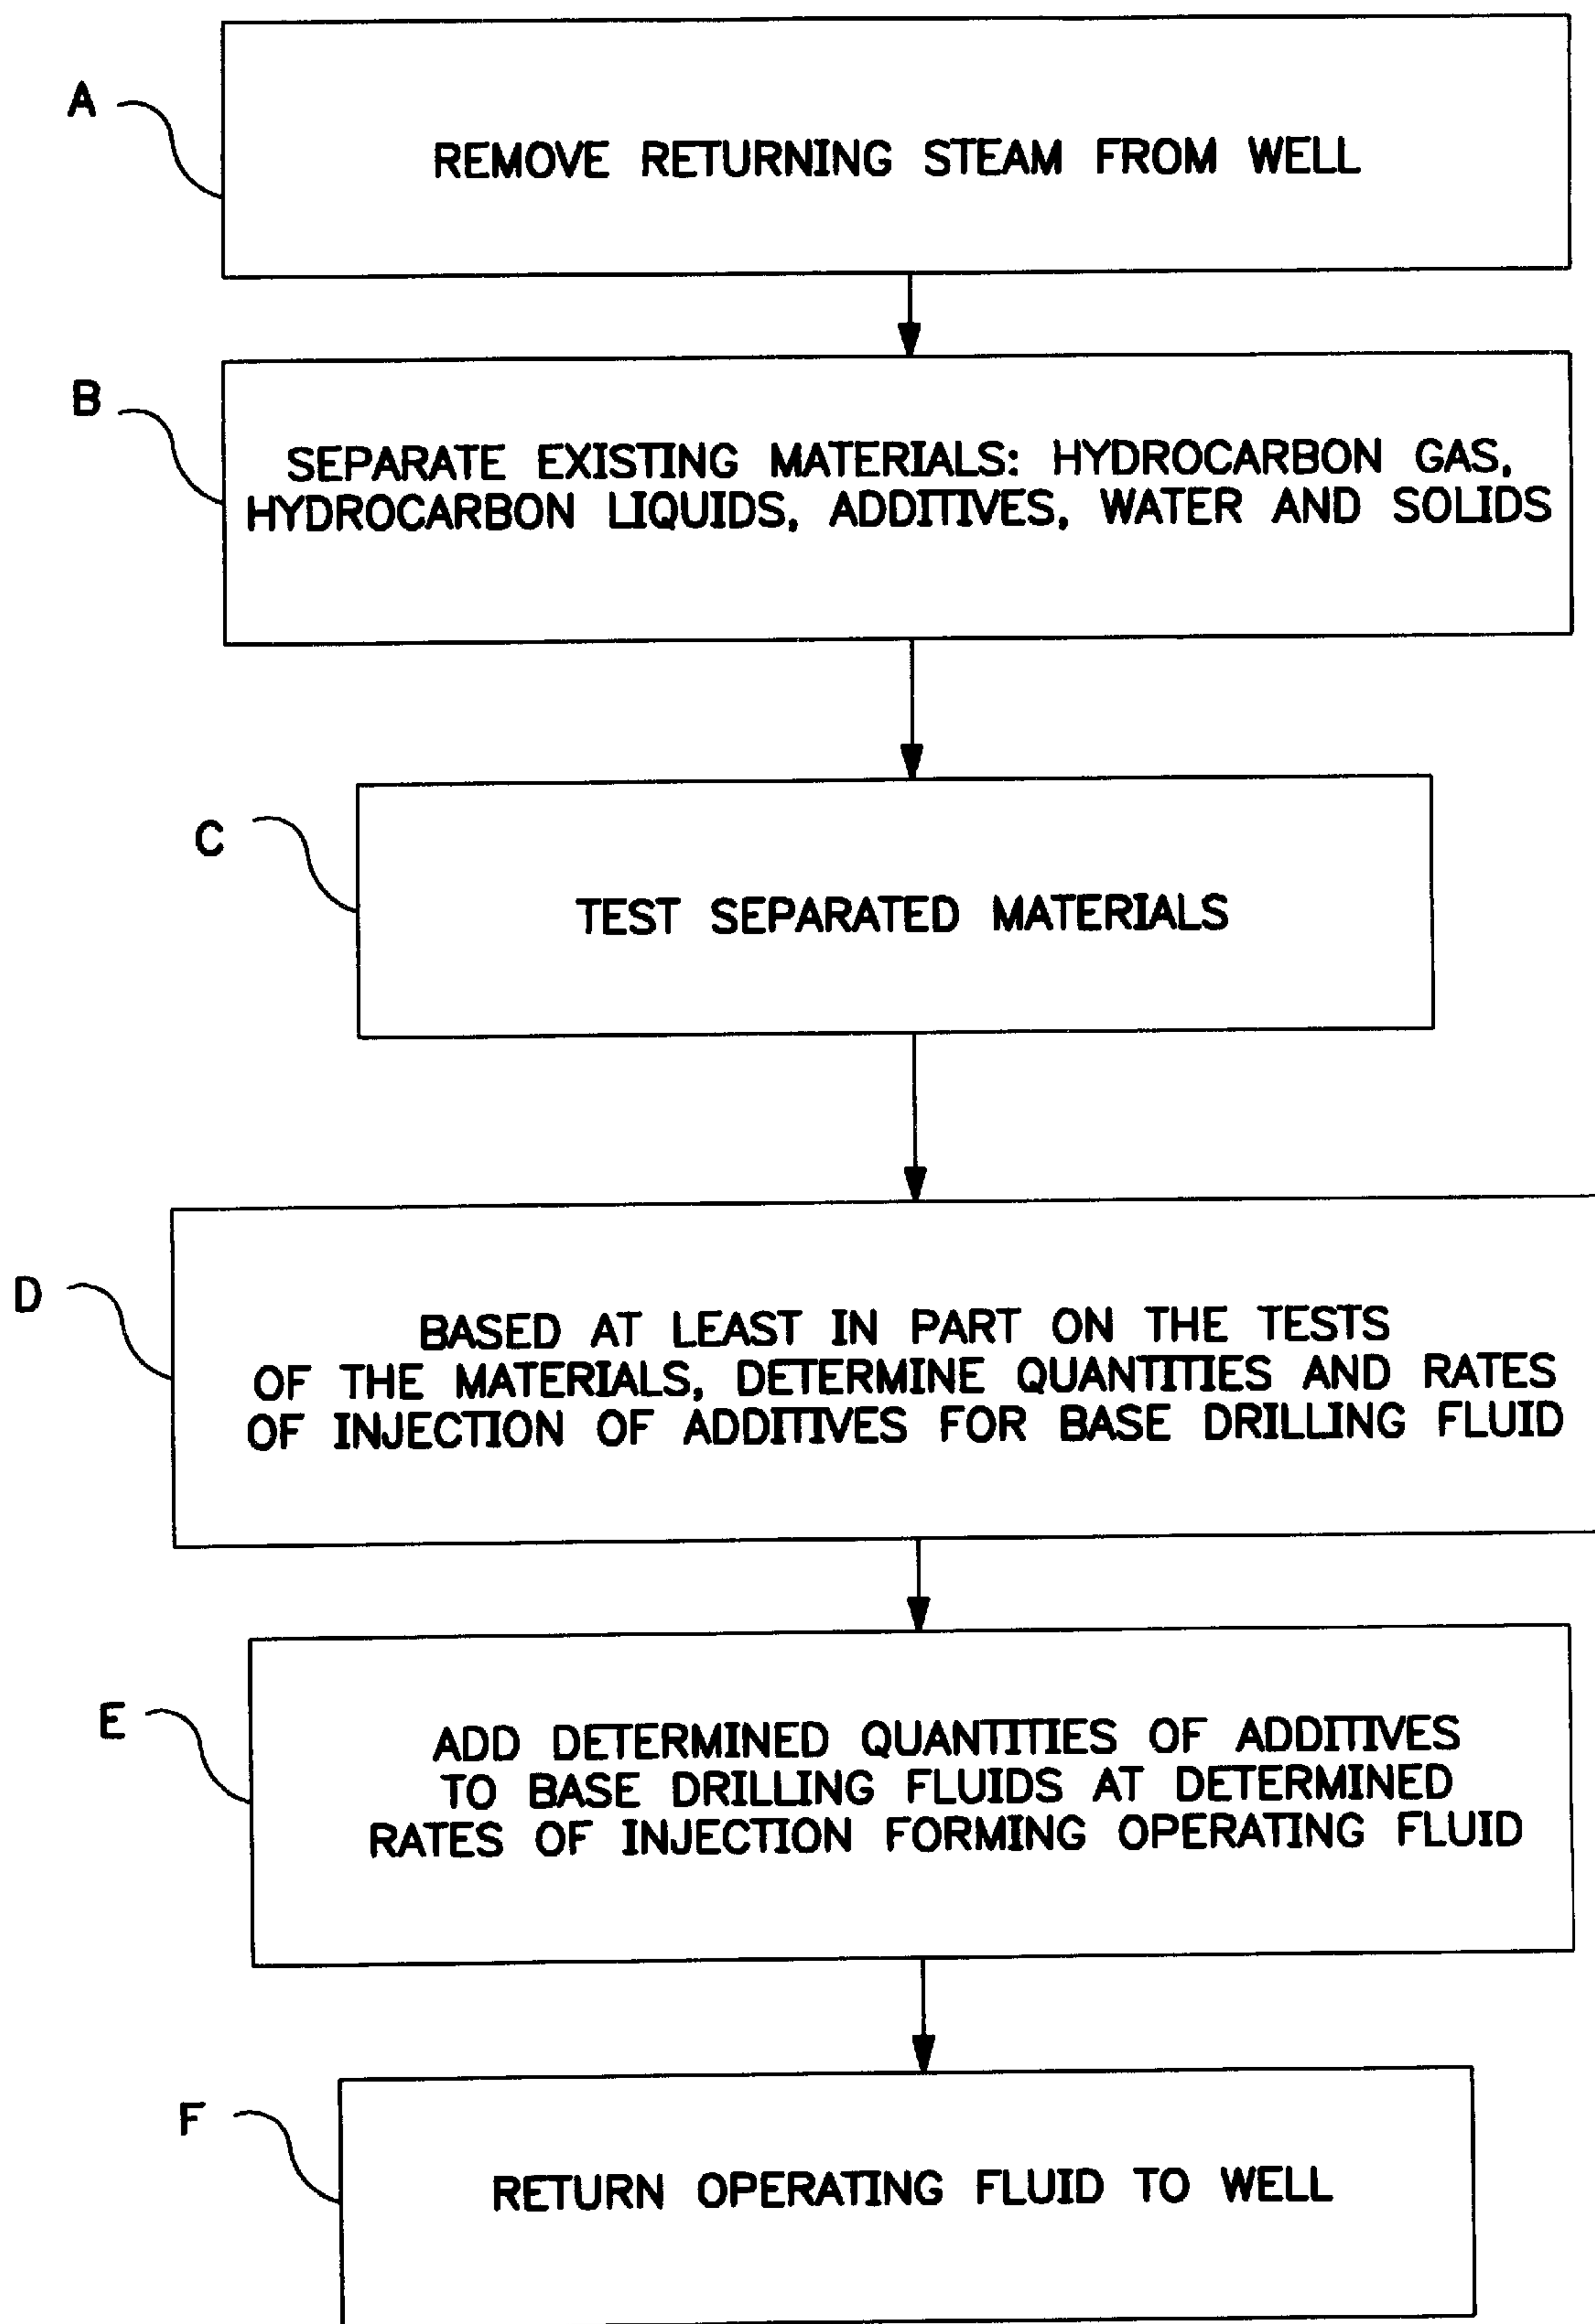 A
REMOVE RETURNING STEAM FROM WELL
B
SEPARATE EXISTING MATERIALS: HYDROCARBON GAS,
HYDROCARBON LIQUIDS, ADDITIVES, WATER AND SOLIDS
C
TEST SEPARATED MATERIALS
D
BASED AT LEAST IN PART ON THE TESTS
OF THE MATERIALS, DETERMINE QUANTITIES AND RATES
OF INJECTION OF ADDITIVES FOR BASE DRILLING FLUID
E
ADD DETERMINED QUANTITIES OF ADDITIVES
TO BASE DRILLING FLUIDS AT DETERMINED
RATES OF INJECTION FORMING OPERATING FLUID
F
RETURN OPERATING FLUID TO WELL